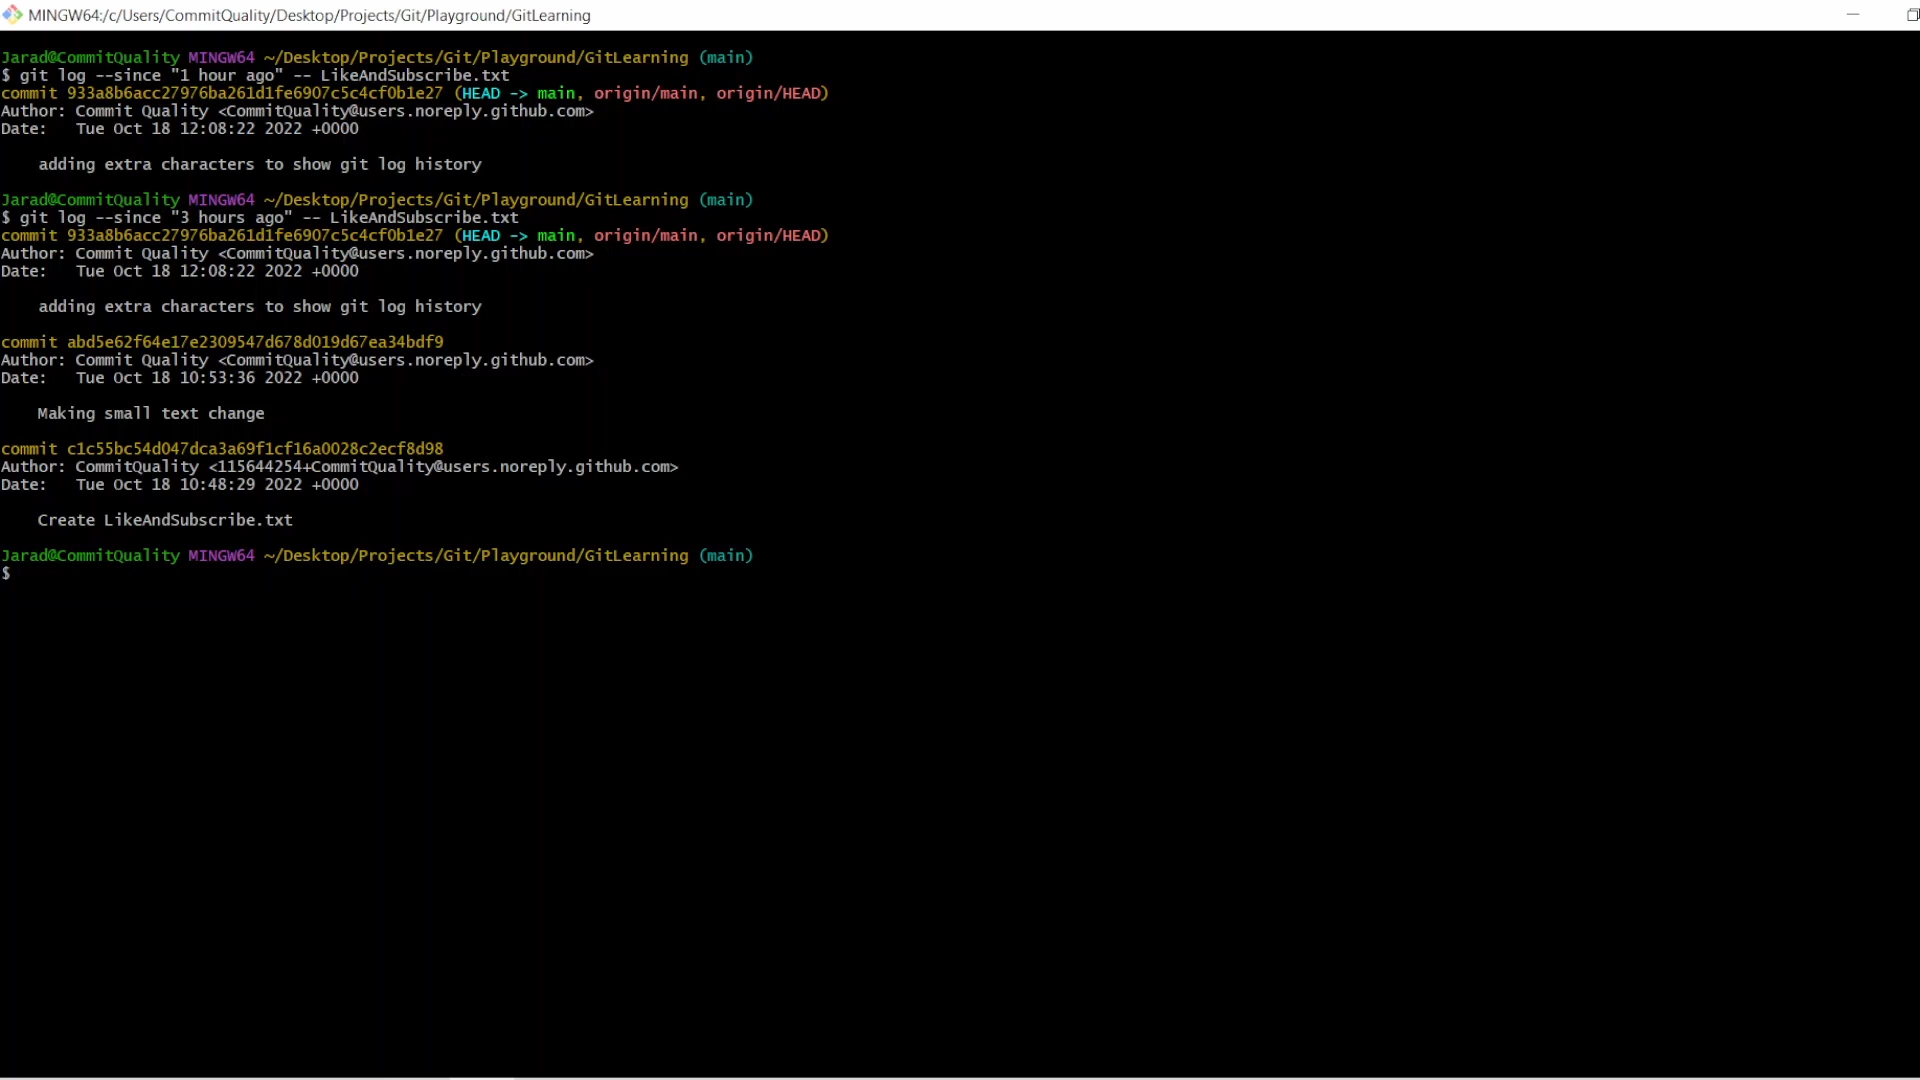 MINGW64:/c/Users/CommitQuality/Desktop/Projects/Git/Playground/GitLearning
Jarad@CommitQuality MINGW64 ~/Desktop/Projects/Git/Playground/GitLearning (main)
$ git log --since "1 hour ago" -- LikeAndSubscribe.txt
commit 933a8b6acc27976ba261d1fe6907c5c4cf0b1e27 (HEAD -> main, origin/main, origin/HEAD)
Author: Commit Quality <CommitQuality@users.noreply.github.com>
Date:   Tue Oct 18 12:08:22 2022 +0000
    adding extra characters to show git log history
Jarad@CommitQuality MINGW64 ~/Desktop/Projects/Git/Playground/GitLearning (main)
$ git log --since "3 hours ago" -- LikeAndSubscribe.txt
commit 933a8b6acc27976ba261d1fe6907c5c4cf0b1e27 (HEAD -> main, origin/main, origin/HEAD)
Author: Commit Quality <CommitQuality@users.noreply.github.com>
Date:   Tue Oct 18 12:08:22 2022 +0000
    adding extra characters to show git log history
commit abd5e62f64e17e2309547d678d019d67ea34bdf9
Author: Commit Quality <CommitQuality@users.noreply.github.com>
Date:   Tue Oct 18 10:53:36 2022 +0000
    Making small text change
commit c1c55bc54d047dca3a69f1cf16a0028c2ecf8d98
Author: CommitQuality <115644254+CommitQuality@users.noreply.github.com>
Date:   Tue Oct 18 10:48:29 2022 +0000
    Create LikeAndSubscribe.txt
Jarad@CommitQuality MINGW64 ~/Desktop/Projects/Git/Playground/GitLearning (main)
$